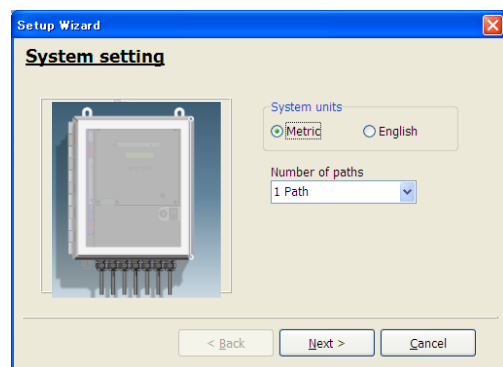 Setup Wizard
System setting
System units
Metric
English
Number of paths
1 Path
< Back
Next >
Cancel